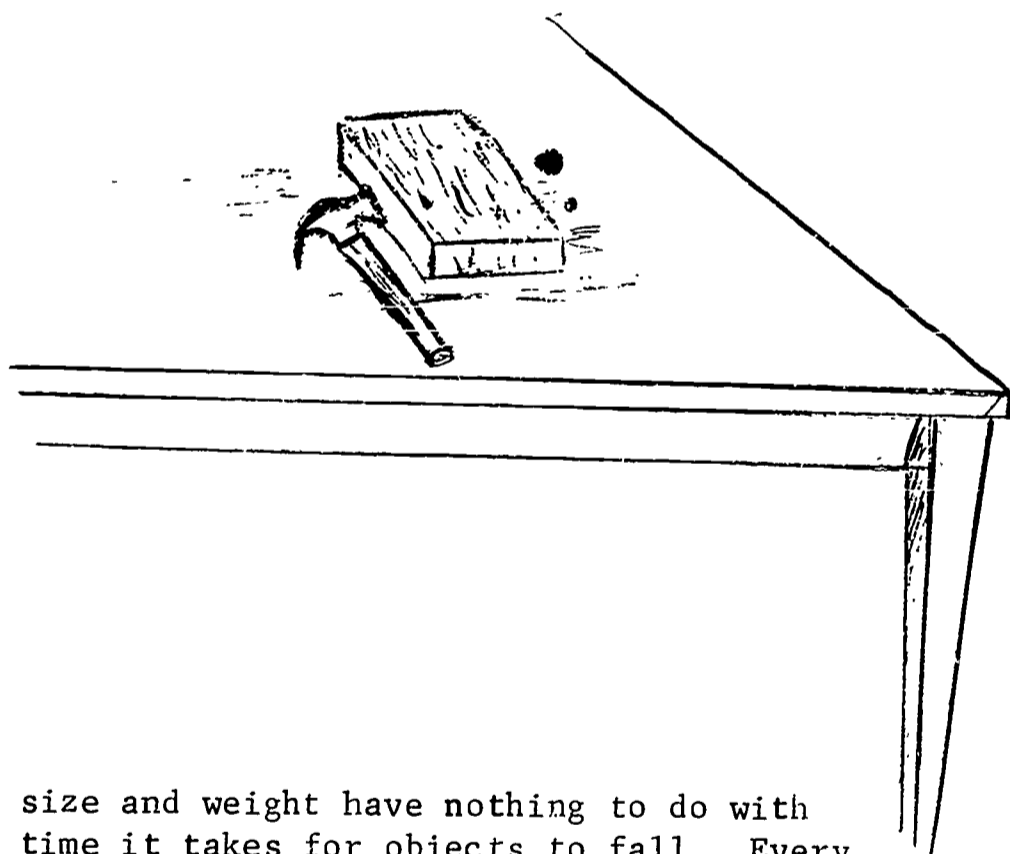 size and weight have nothing to do with
time it takes for objects to fall. Every